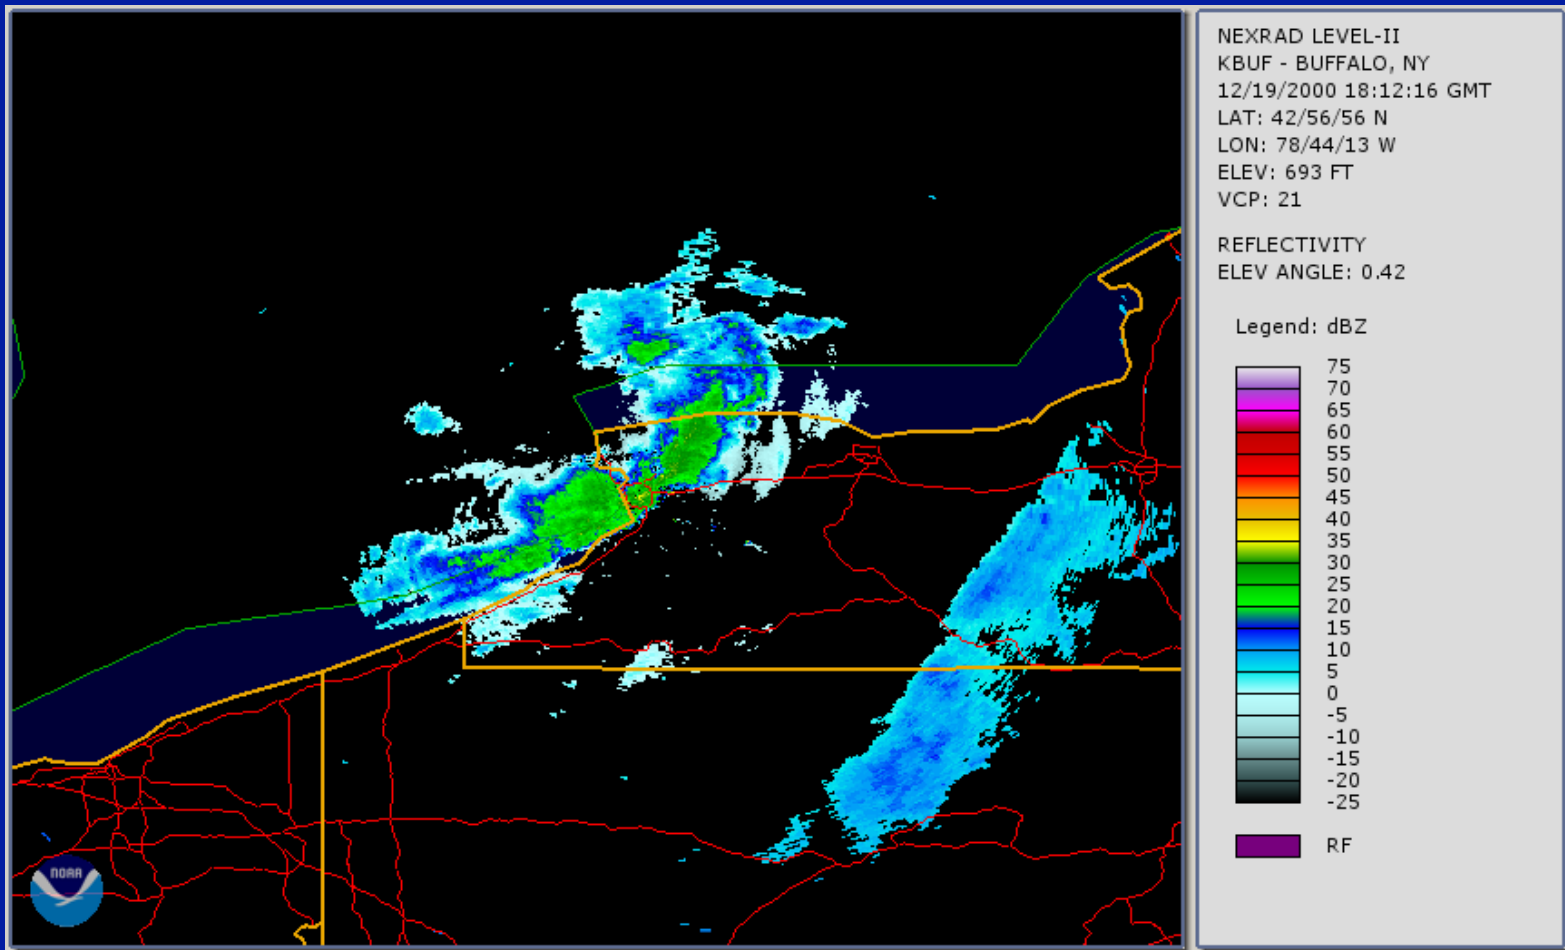 NEXRAD LEVEL-II
KBUF - BUFFALO, NY
12/19/2000 18:12:16 GMT
LAT: 42/56/56 N
LON: 78/44/13 W
ELEV: 693 FT
VCP: 21
REFLECTIVITY
ELEV ANGLE: 0.42
Legend: dBZ
75
70
65
60
55
50
45
40
35
30
25
20
15
10
5
0
-5
-10
-15
-20
-25
RF
NOAA